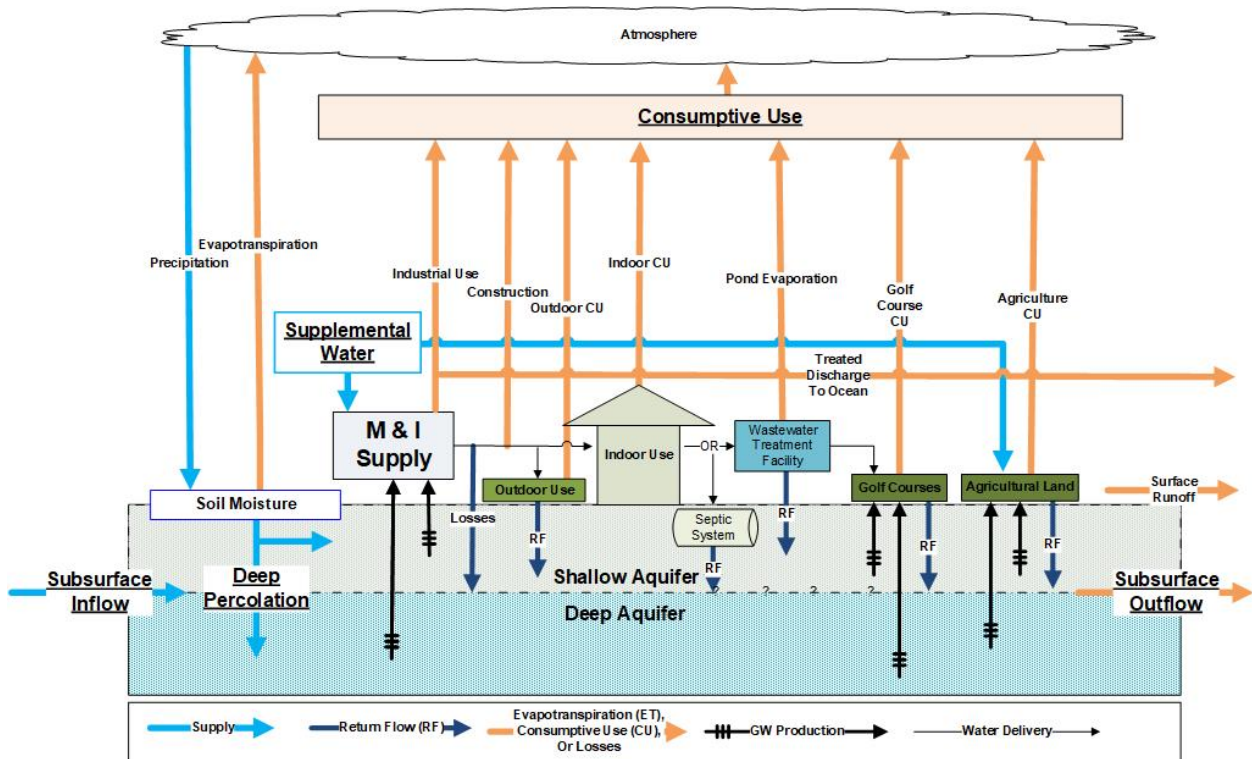 Atmosphere
Consumptive Use
Evapotranspiration
Precipitation
Industrial Use
Construction
Outdoor CU
Indoor CU
Pond Evaporation
Golf
Course
CU
Agriculture
CU
Supplemental
Water
Treated
Discharge
To Ocean
M & I
Supply
Indoor Use
OR
Wastewater
Treatment
Facility
Outdoor Use
Golf Courses
Agricultural Land
Surface
Runoff
Soil Moisture
Losses
RF
Septic
System
RF
RF
RF
RF
Subsurface
Inflow
Deep
Percolation
Shallow Aquifer
? ? ? ?
Deep Aquifer
Subsurface
Outflow
Supply
Return Flow (RF)
Evapotranspiration (ET),
Consumptive Use (CU),
Or Losses
GW Production
Water Delivery